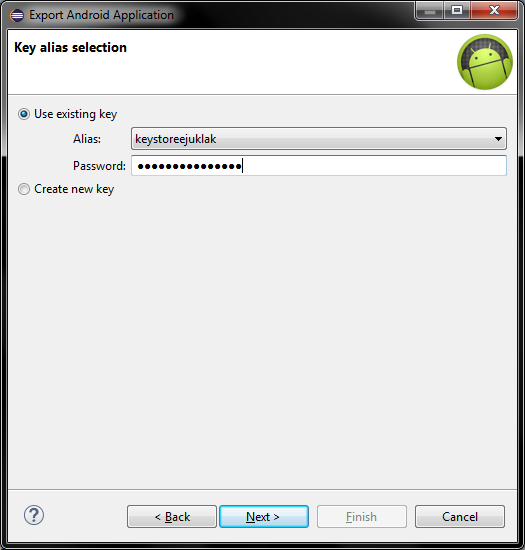 Export Android Application
Key alias selection
Use existing key
Alias: keystoreejuklak
Password: ●●●●●●●●●●●●●●●
Create new key
? < Back Next > Finish Cancel